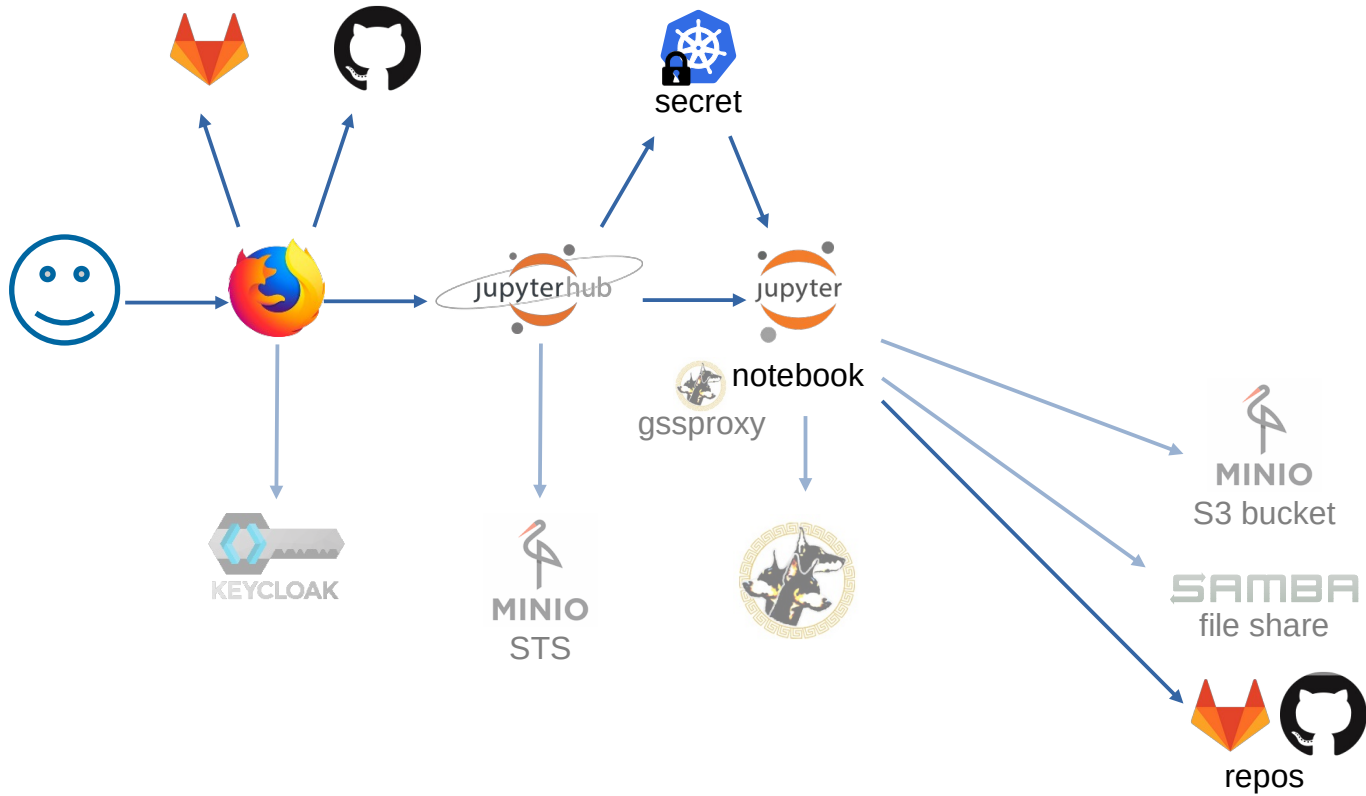 secret
jupyterhub
jupyter
notebook
gssproxy
MINIO
S3 bucket
KEYCLOAK
MINIO
STS
SAMBA
file share
repos